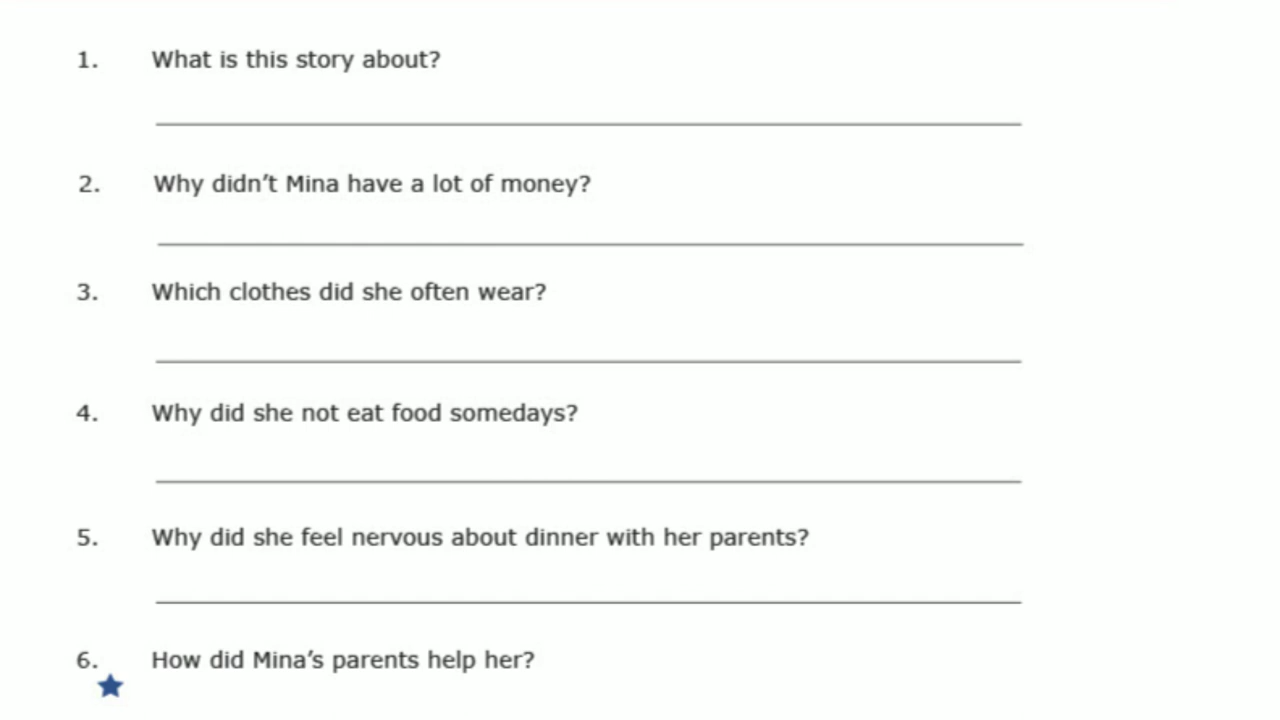 1. What is this story about?
2. Why didn't Mina have a lot of money?
3. Which clothes did she often wear?
4. Why did she not eat food somedays?
5. Why did she feel nervous about dinner with her parents?
6. How did Mina's parents help her?